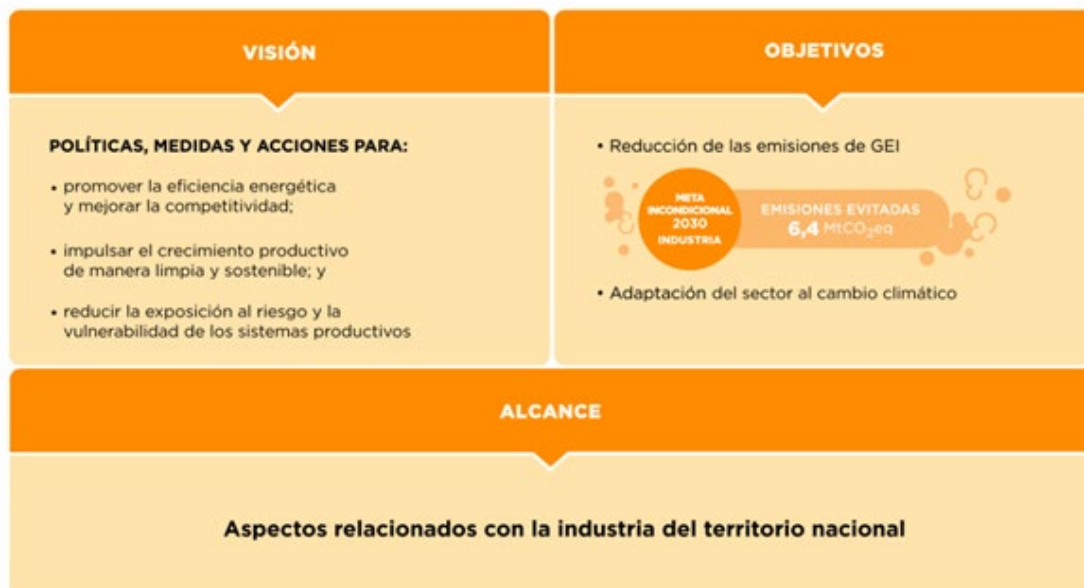 VISIÓN
POLÍTICAS, MEDIDAS Y ACCIONES PARA:
• promover la eficiencia energética
y mejorar la competitividad;
• impulsar el crecimiento productivo
de manera limpia y sostenible; y
• reducir la exposición al riesgo y la
vulnerabilidad de los sistemas productivos
OBJETIVOS
• Reducción de las emisiones de GEI
META
INCONDICIONAL
2030
INDUSTRIA
EMISIONES EVITADAS
6,4 MtCO₂eq
• Adaptación del sector al cambio climático
ALCANCE
Aspectos relacionados con la industria del territorio nacional